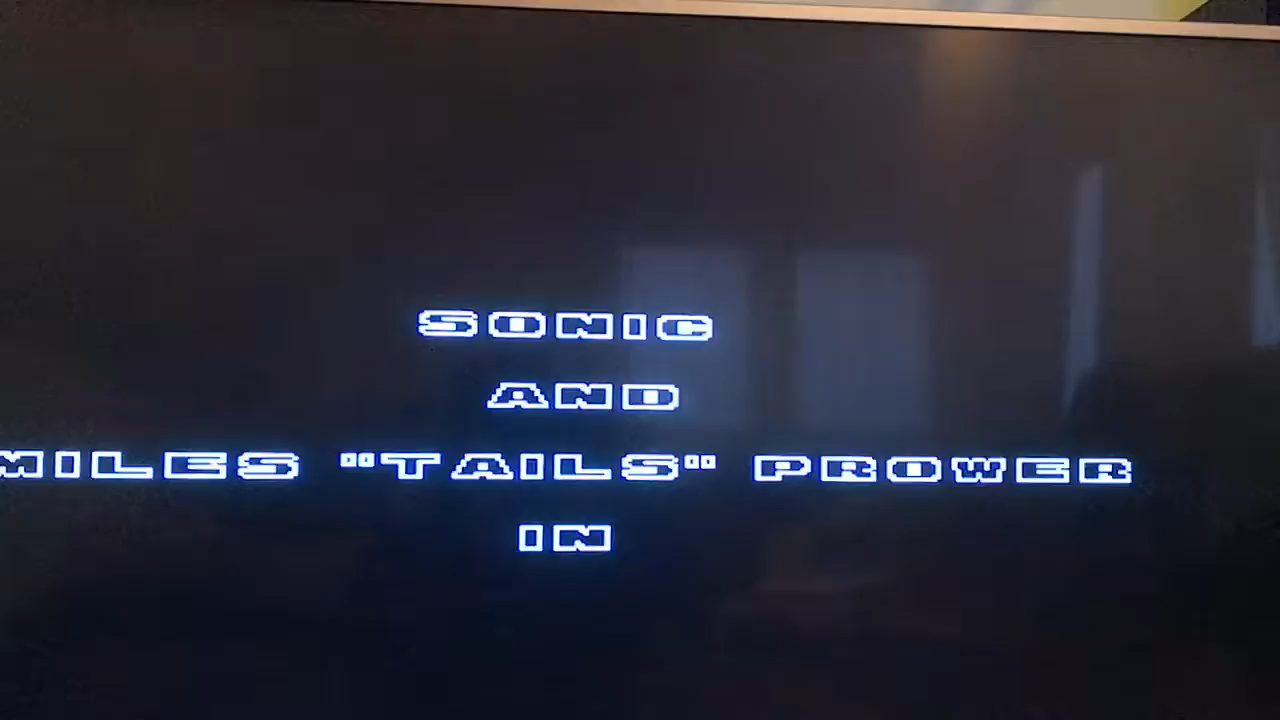 SONIC
AND
MILES "TAILS" PROWER
IN